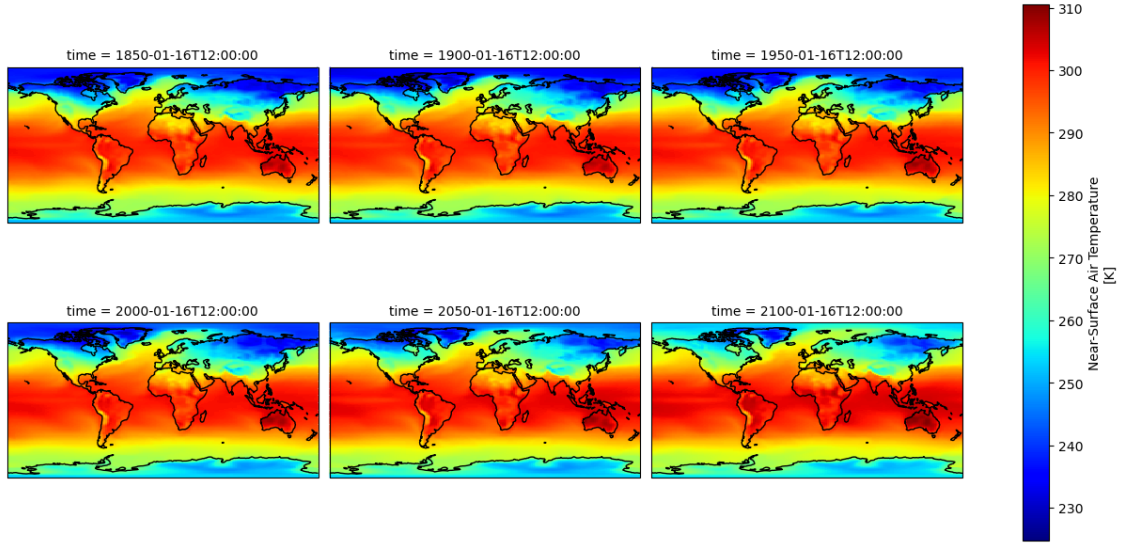 time = 1850-01-16T12:00:00
time = 1900-01-16T12:00:00
time = 1950-01-16T12:00:00
time = 2000-01-16T12:00:00
time = 2050-01-16T12:00:00
time = 2100-01-16T12:00:00
310
300
290
280
270
260
250
240
230
Near-Surface Air Temperature
[K]